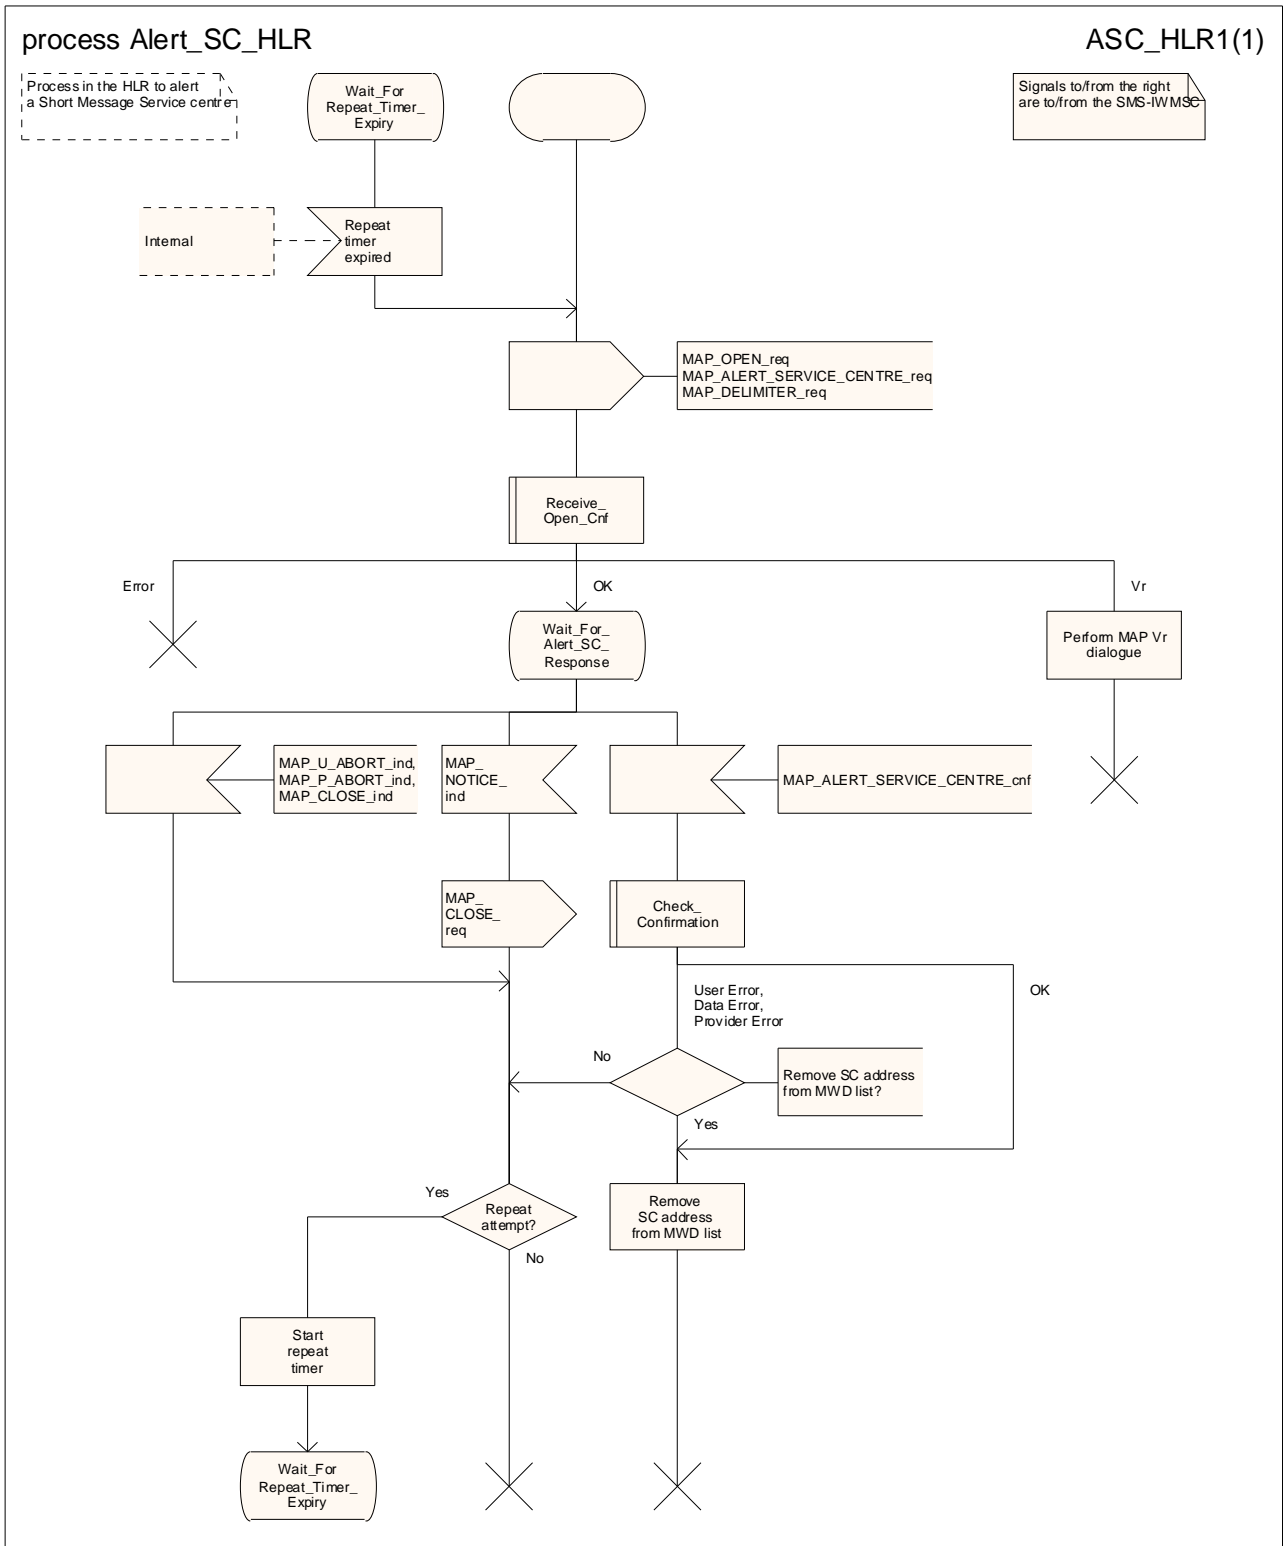 process Alert_SC_HLR
ASC_HLR1(1)
Process in the HLR to alert
a Short Message Service centre
Wait_For
Repeat_Timer_
Expiry
Signals to/from the right
are to/from the SMS-IWMSC
Internal
Repeat
timer
expired
MAP_OPEN_req
MAP_ALERT_SERVICE_CENTRE_req
MAP_DELIMITER_req
Receive_
Open_Cnf
Error
OK
Vr
Wait_For_
Alert_SC_
Response
Perform MAP Vr
dialogue
MAP_U_ABORT_ind,
MAP_P_ABORT_ind,
MAP_CLOSE_ind
MAP_
NOTICE_
ind
MAP_ALERT_SERVICE_CENTRE_cnf
MAP_
CLOSE_
req
Check_
Confirmation
User Error,
Data Error,
Provider Error
OK
No
Remove SC address
from MWD list?
Yes
Yes
Repeat
attempt?
No
Remove
SC address
from MWD list
Start
repeat
timer
Wait_For
Repeat_Timer_
Expiry